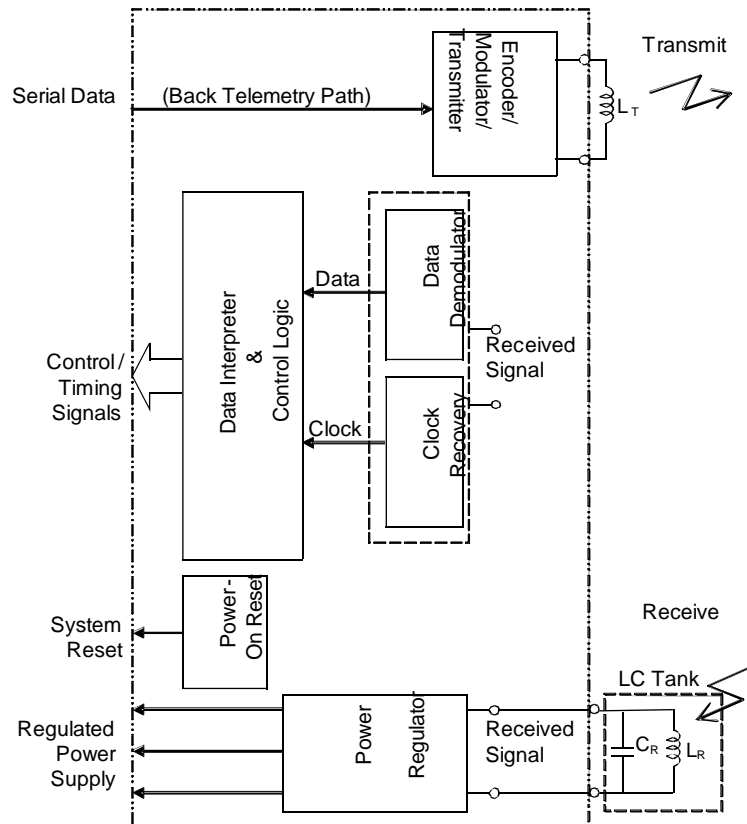 Transmit
Encoder/
Modulator/
Transmitter
Serial Data
(Back Telemetry Path)
L T
Data Interpreter
&
Control Logic
Data
Data
Demodulator
Received
Signal
Control /
Timing
Signals
Clock
Clock
Recovery
Power-
On Reset
System
Reset
Receive
LC Tank
Regulated
Power
Supply
Power
Regulator
Received
Signal
C R
L R